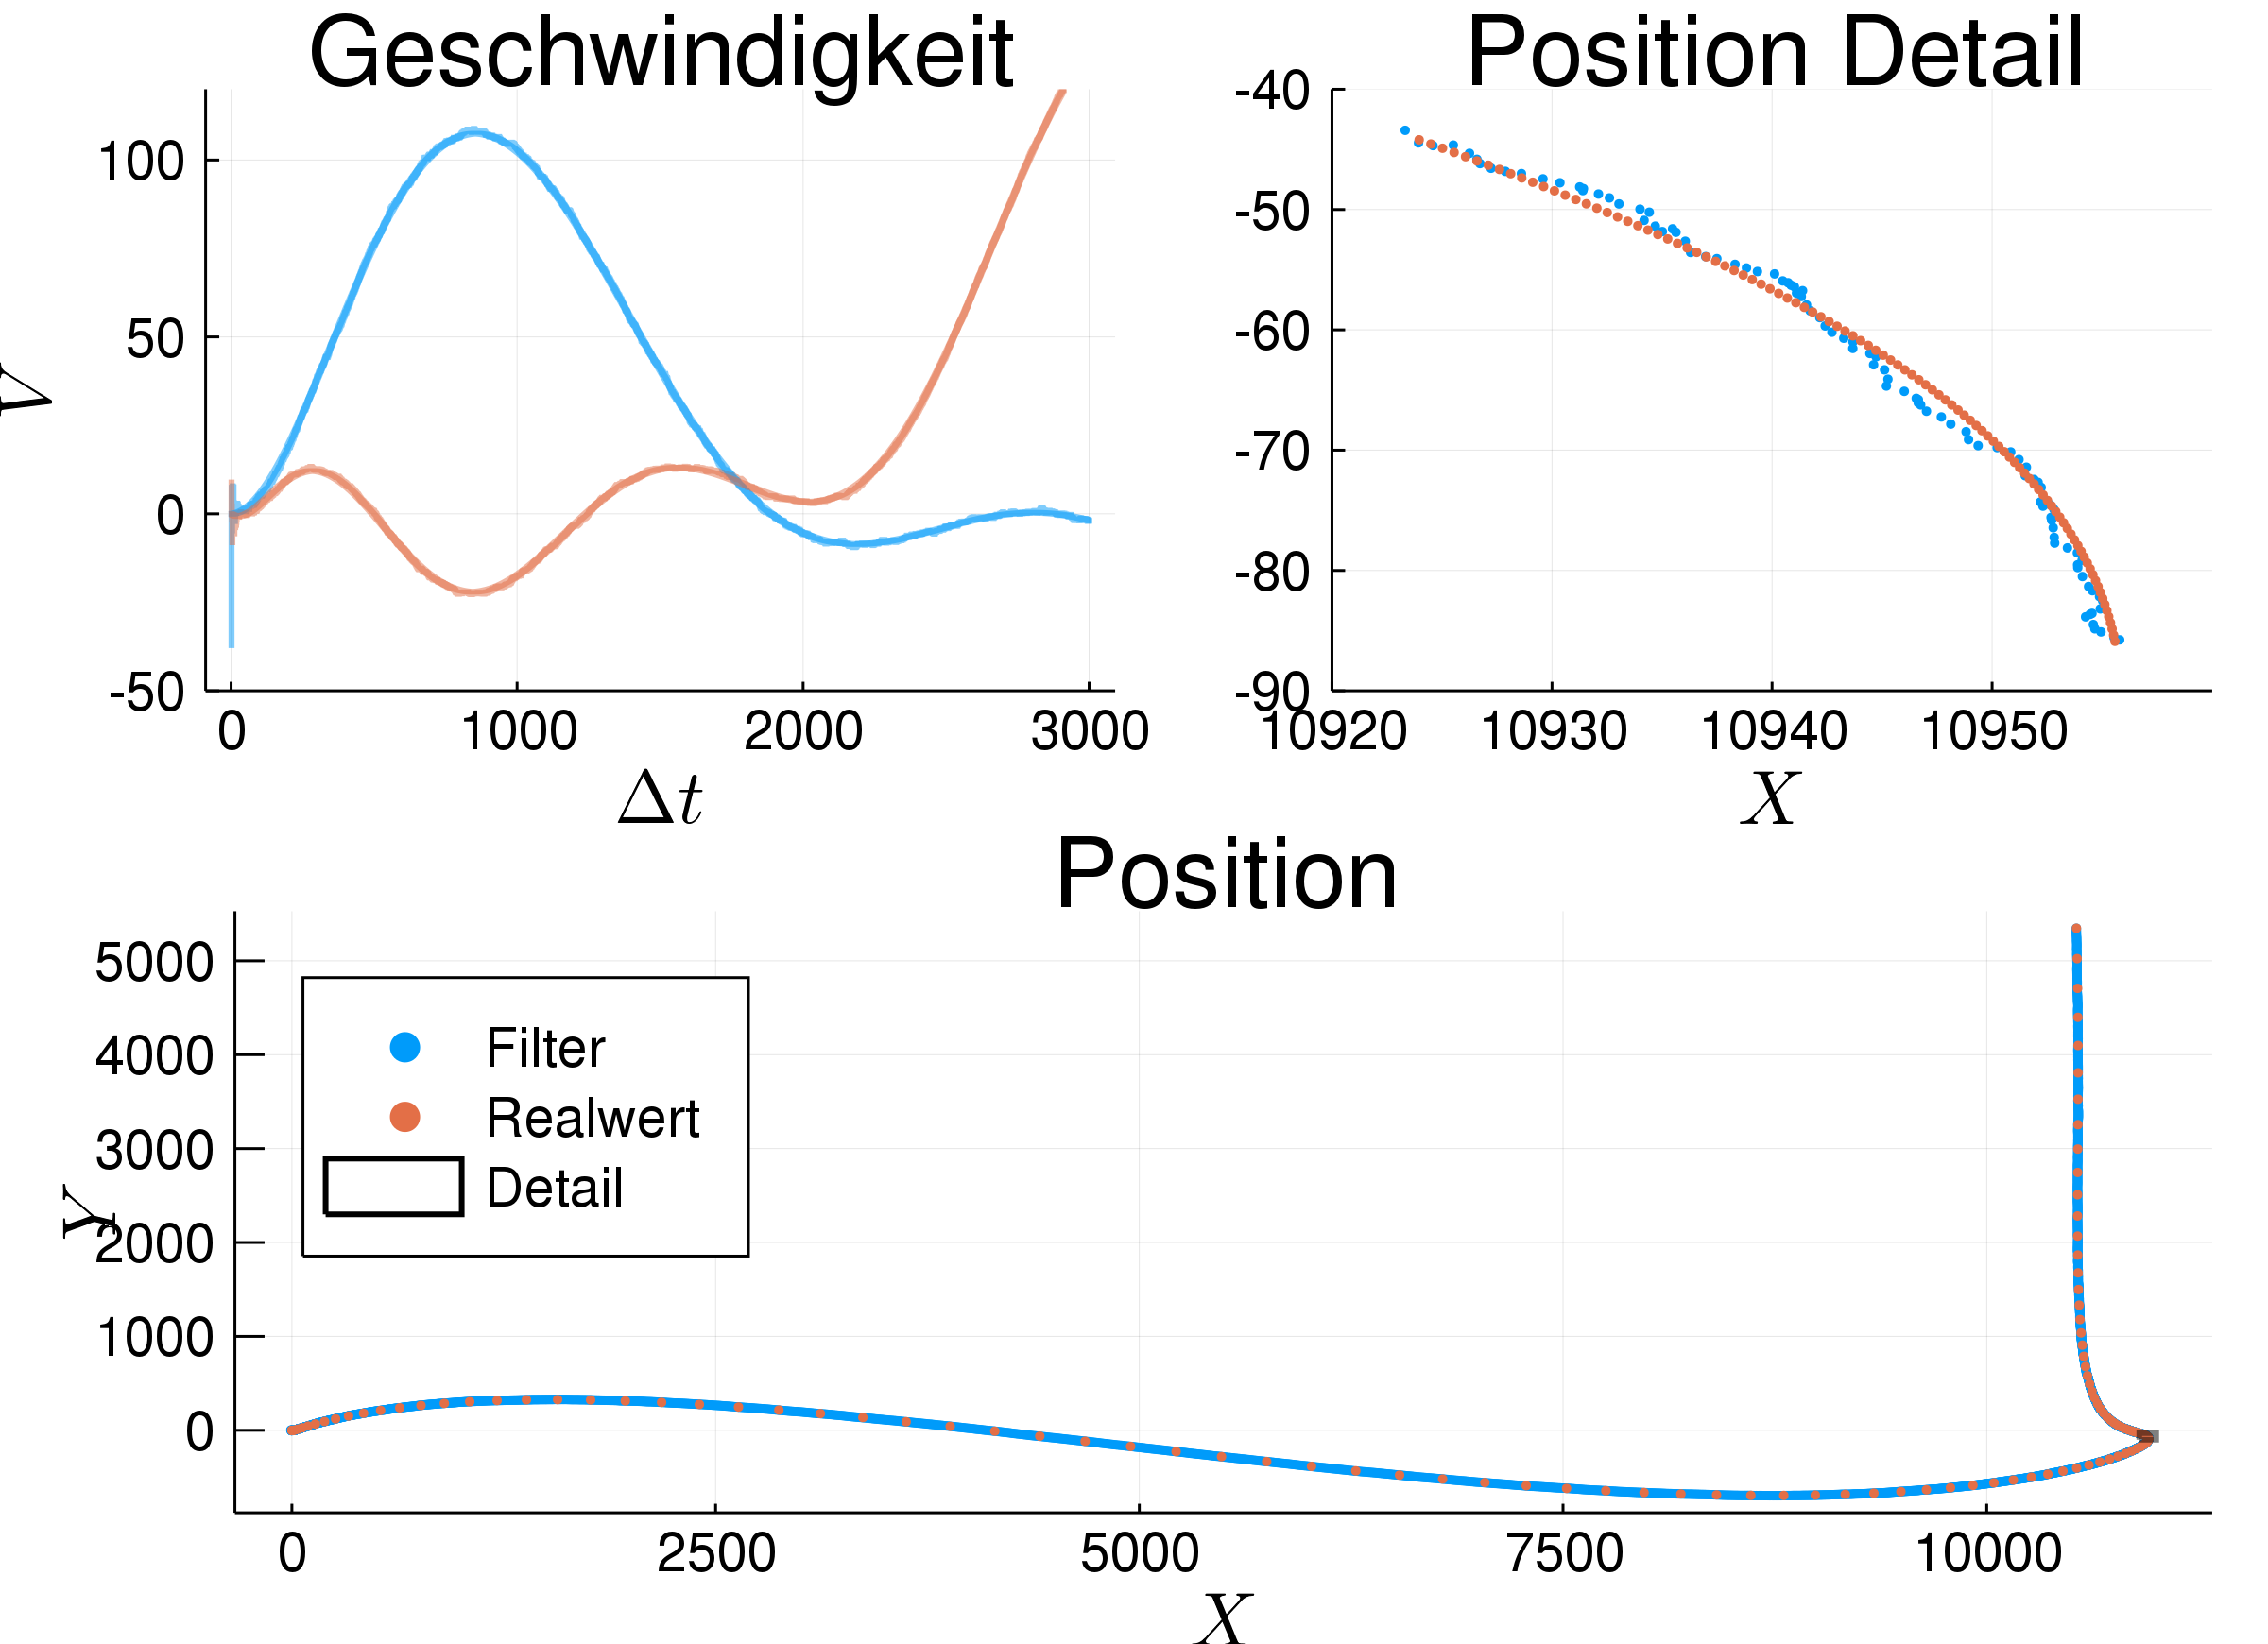 Geschwindigkeit
100
50
0
-50
V
0 1000 2000 3000
Δt
Position Detail
-40
-50
-60
-70
-80
-90
10920 10930 10940 10950
X
Position
5000
4000
3000
2000
1000
0
Y
Filter
Realwert
Detail
0 2500 5000 7500 10000
X